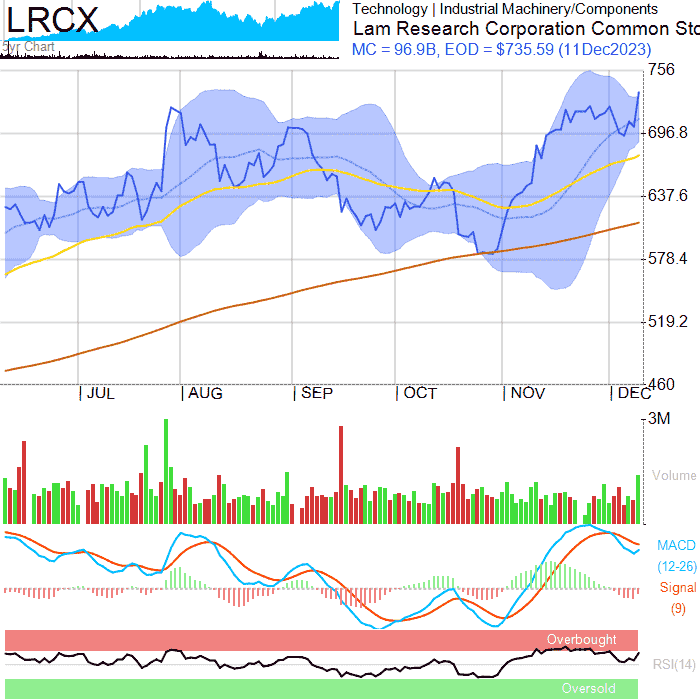 LRCX
5yr Chart
Technology | Industrial Machinery/Components
Lam Research Corporation Common Sto
MC = 96.9B, EOD = $735.59 (11Dec2023)
756
696.8
637.6
578.4
519.2
460
JUL AUG SEP OCT NOV DEC
3M
Volume
MACD
(12-26)
Signal
(9)
Overbought
RSI(14)
Oversold